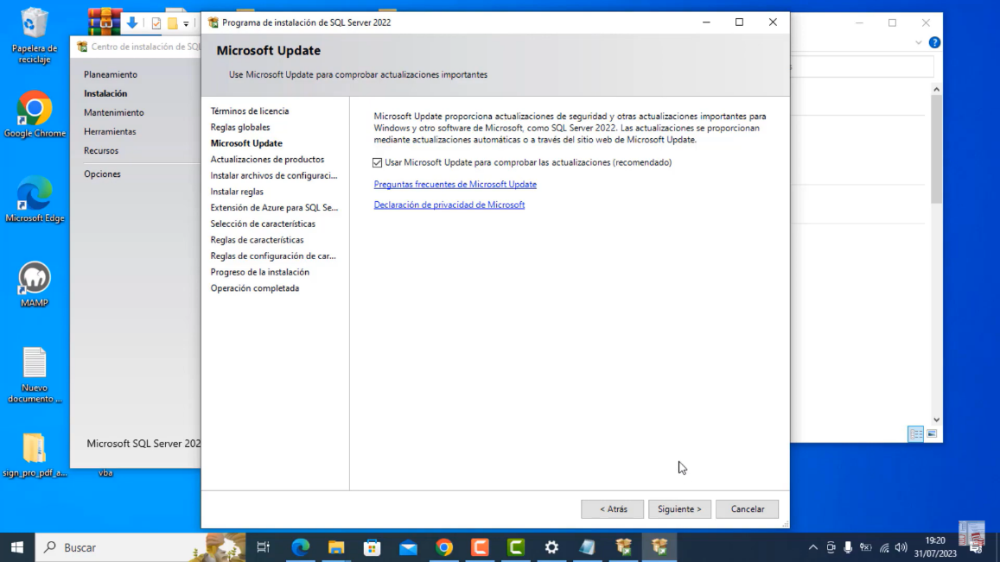 Papelera de
reciclaje
Google Chrome
Microsoft Edge
MAMP
Nuevo
documento ...
sign_pro_pdf_a...
vba
Centro de instalación de SQL
Planeamiento
Instalación
Mantenimiento
Herramientas
Recursos
Opciones
Microsoft SQL Server 202
Programa de instalación de SQL Server 2022
Microsoft Update
Use Microsoft Update para comprobar actualizaciones importantes
Términos de licencia
Reglas globales
Microsoft Update
Actualizaciones de productos
Instalar archivos de configuraci...
Instalar reglas
Extensión de Azure para SQL Se...
Selección de características
Reglas de características
Reglas de configuración de car...
Progreso de la instalación
Operación completada
Microsoft Update proporciona actualizaciones de seguridad y otras actualizaciones importantes para
Windows y otro software de Microsoft, como SQL Server 2022. Las actualizaciones se proporcionan
mediante actualizaciones automáticas o a través del sitio web de Microsoft Update.
Usar Microsoft Update para comprobar las actualizaciones (recomendado)
Preguntas frecuentes de Microsoft Update
Declaración de privacidad de Microsoft
< Atrás
Siguiente >
Cancelar
Buscar
19:20
31/07/2023